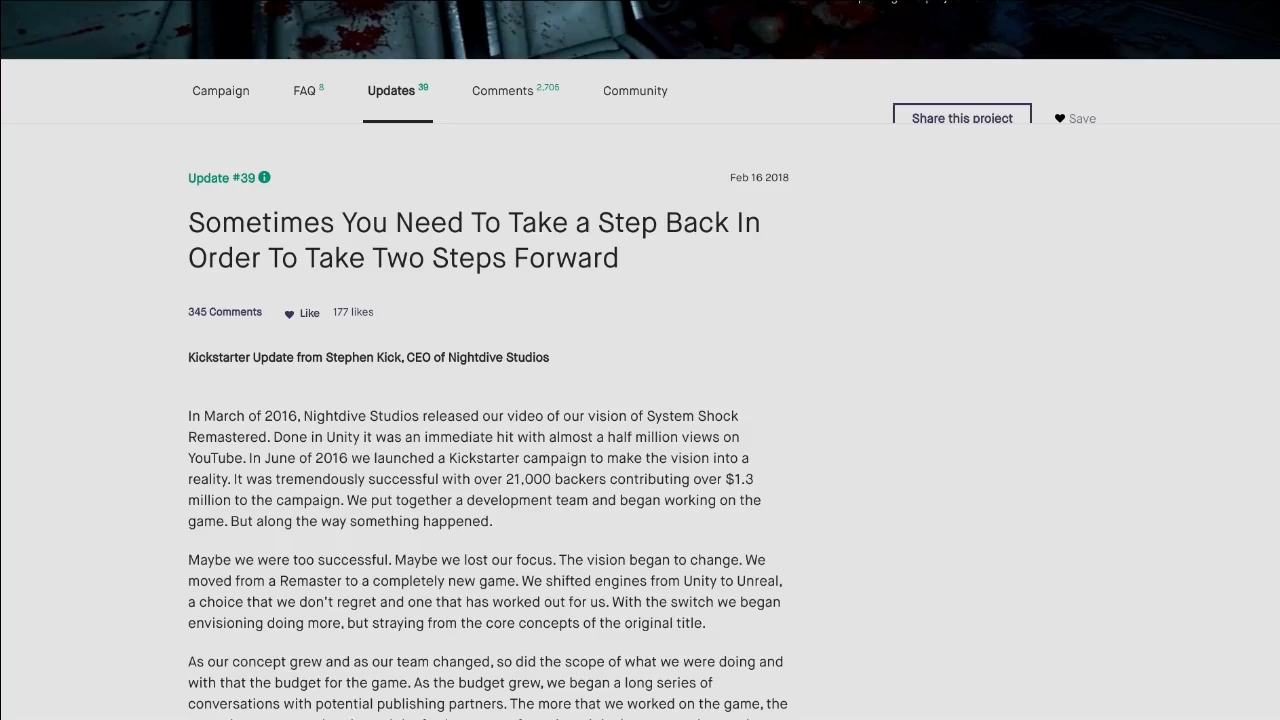 Campaign FAQ 8 Updates 39 Comments 2,705 Community
Share this project Save
Update #39 Feb 16 2018
Sometimes You Need To Take a Step Back In
Order To Take Two Steps Forward
345 Comments Like 177 likes
Kickstarter Update from Stephen Kick, CEO of Nightdive Studios
In March of 2016, Nightdive Studios released our video of our vision of System Shock
Remastered. Done in Unity it was an immediate hit with almost a half million views on
YouTube. In June of 2016 we launched a Kickstarter campaign to make the vision into a
reality. It was tremendously successful with over 21,000 backers contributing over $1.3
million to the campaign. We put together a development team and began working on the
game. But along the way something happened.
Maybe we were too successful. Maybe we lost our focus. The vision began to change. We
moved from a Remaster to a completely new game. We shifted engines from Unity to Unreal,
a choice that we don't regret and one that has worked out for us. With the switch we began
envisioning doing more, but straying from the core concepts of the original title.
As our concept grew and as our team changed, so did the scope of what we were doing and
with that the budget for the game. As the budget grew, we began a long series of
conversations with potential publishing partners. The more that we worked on the game, the